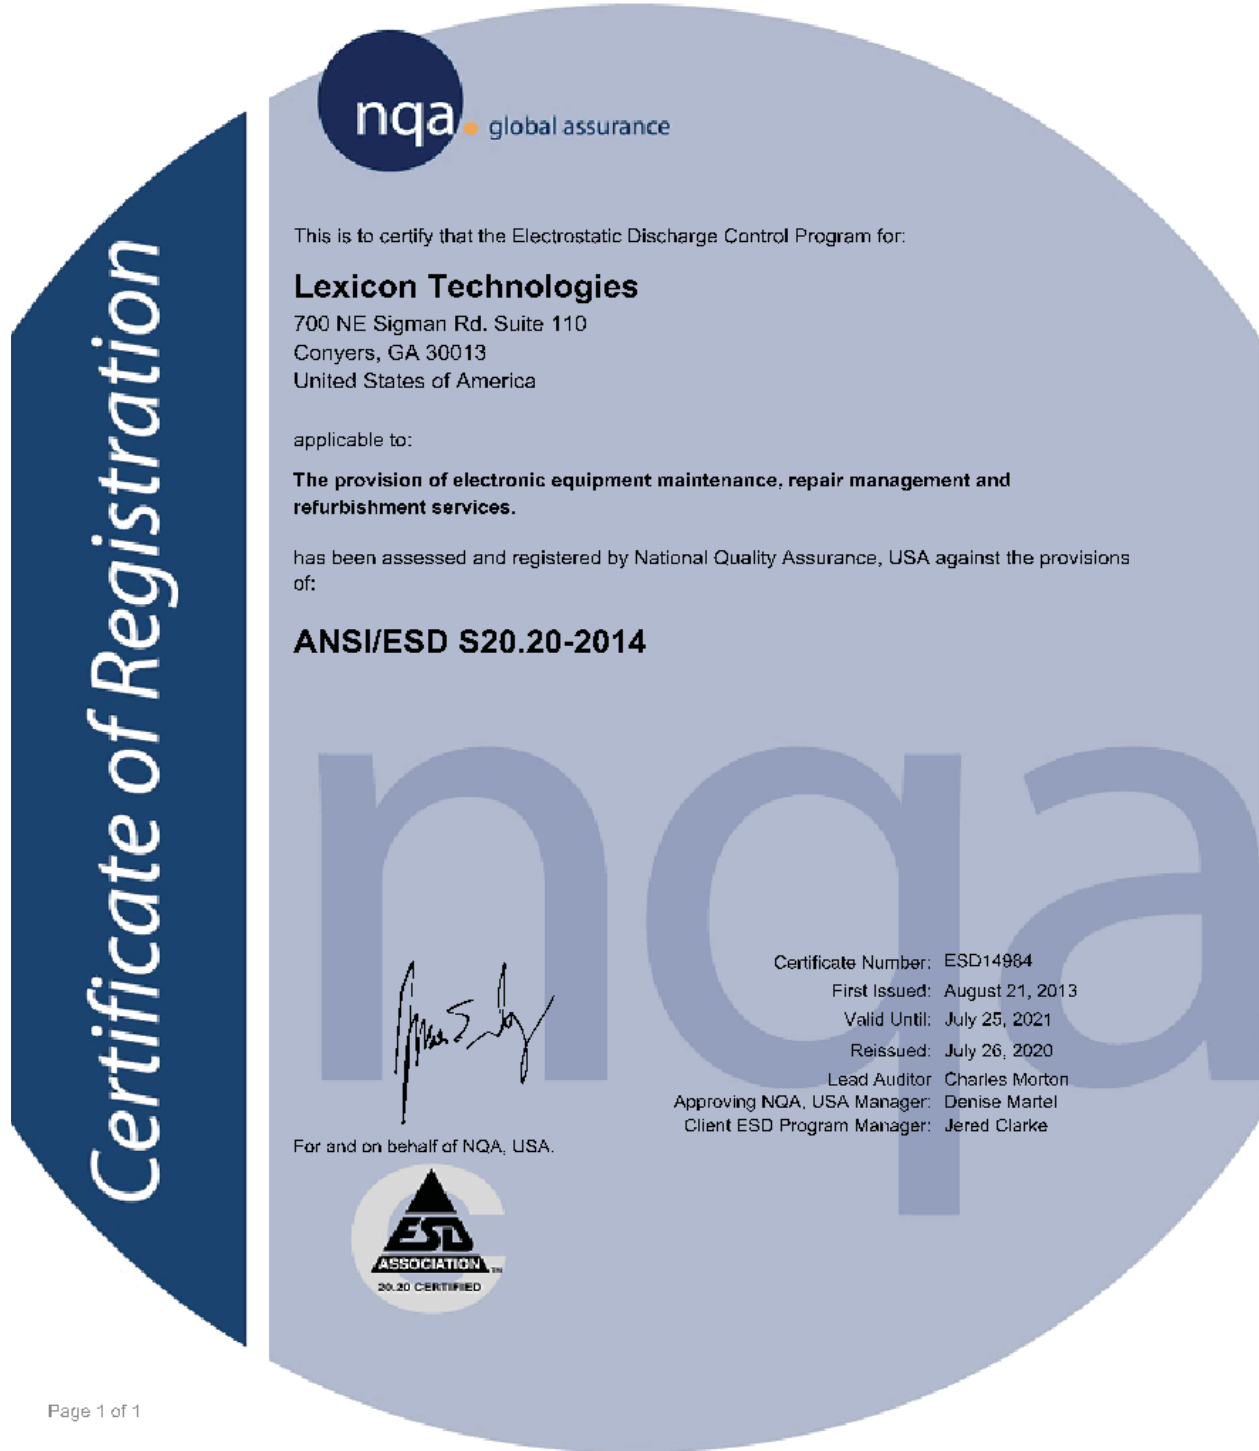 nqa. global assurance
Certificate of Registration
This is to certify that the Electrostatic Discharge Control Program for:
Lexicon Technologies
700 NE Sigman Rd. Suite 110
Conyers, GA 30013
United States of America
applicable to:
The provision of electronic equipment maintenance, repair management and
refurbishment services.
has been assessed and registered by National Quality Assurance, USA against the provisions
of:
ANSI/ESD S20.20-2014
nqa
Certificate Number: ESD14984
First Issued: August 21, 2013
Valid Until: July 25, 2021
Reissued: July 26, 2020
Lead Auditor Charles Morton
Approving NQA, USA Manager: Denise Martel
Client ESD Program Manager: Jered Clarke
For and on behalf of NQA, USA.
ESD
ASSOCIATION TM
20.20 CERTIFIED
Page 1 of 1